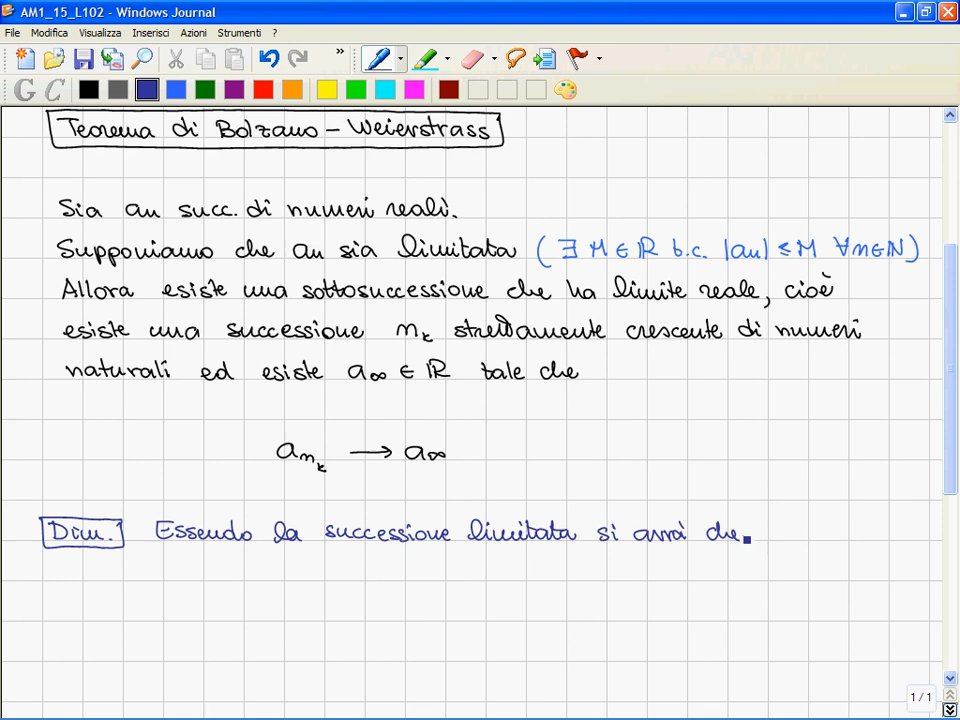 AM1_15_L102 - Windows Journal
File Modifica Visualizza Inserisci Azioni Strumenti ?
Teorema di Bolzano - Weierstrass
Sia an succ. di numeri reali.
Supponiamo che an sia limitata (∃ M ∈ ℝ t.c. |an| ≤ M ∀n∈ℕ)
Allora esiste una sottosuccessione che ha limite reale, cioè
esiste una successione nₖ strettamente crescente di numeri
naturali ed esiste a∞ ∈ ℝ tale che
a_{n_k} → a∞
Dim. Essendo la successione limitata si avrà che
1 / 1